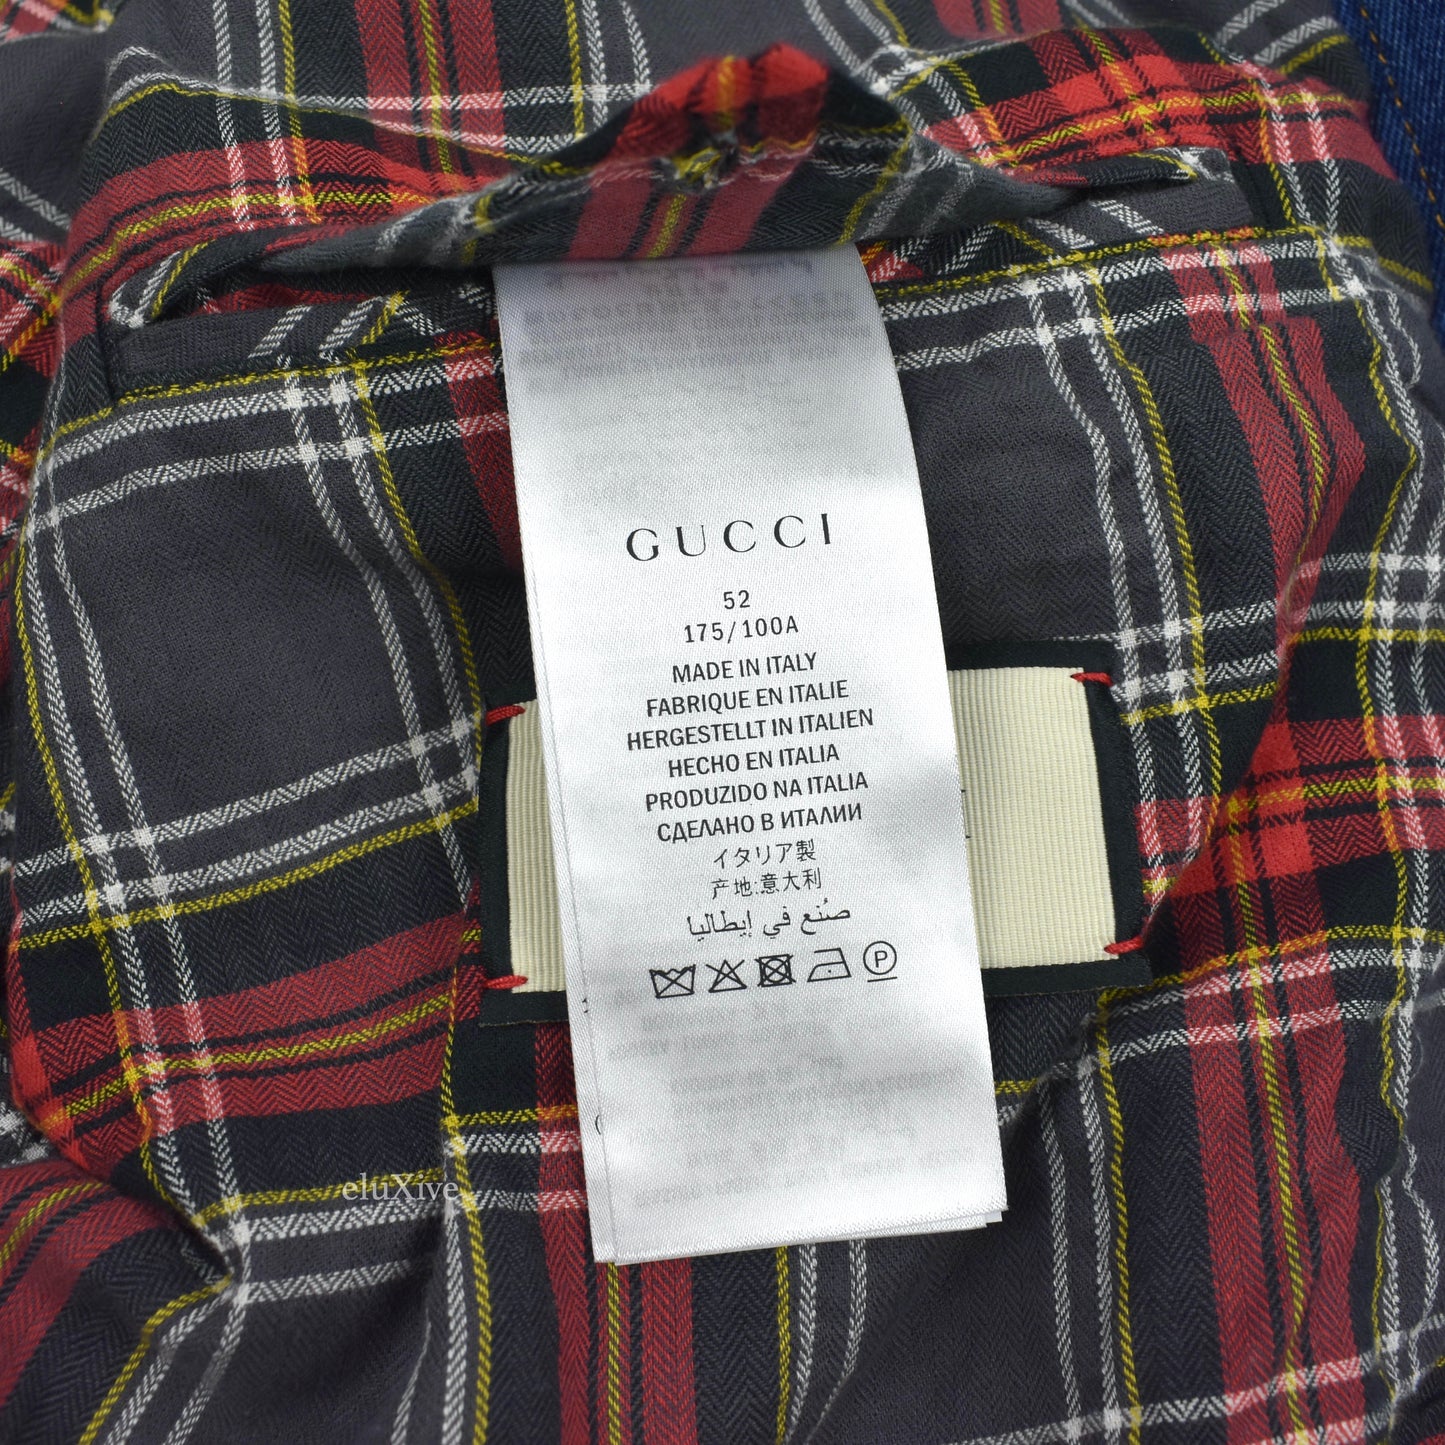 GUCCI
52
175/100A
MADE IN ITALY
FABRIQUE EN ITALIE
HERGESTELLT IN ITALIEN
HECHO EN ITALIA
PRODUZIDO NA ITALIA
СДЕЛАНО В ИТАЛИИ
イタリア製
产地:意大利
صُنع في إيطاليا
P
eluXive